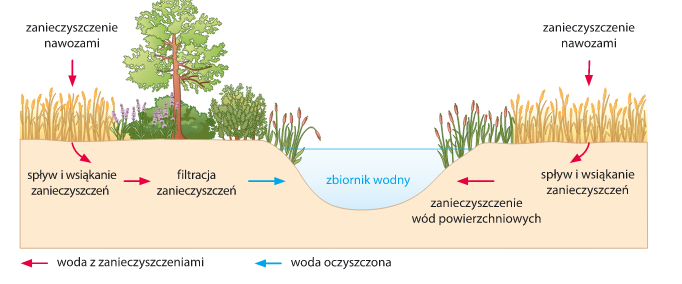 zanieczyszczenie
nawozami
zanieczyszczenie
nawozami
spływ i wsiąkanie
zanieczyszczeń
filtracja
zanieczyszczeń
zbiornik wodny
zanieczyszczenie
wód powierzchniowych
spływ i wsiąkanie
zanieczyszczeń
woda z zanieczyszczeniami
woda oczyszczona